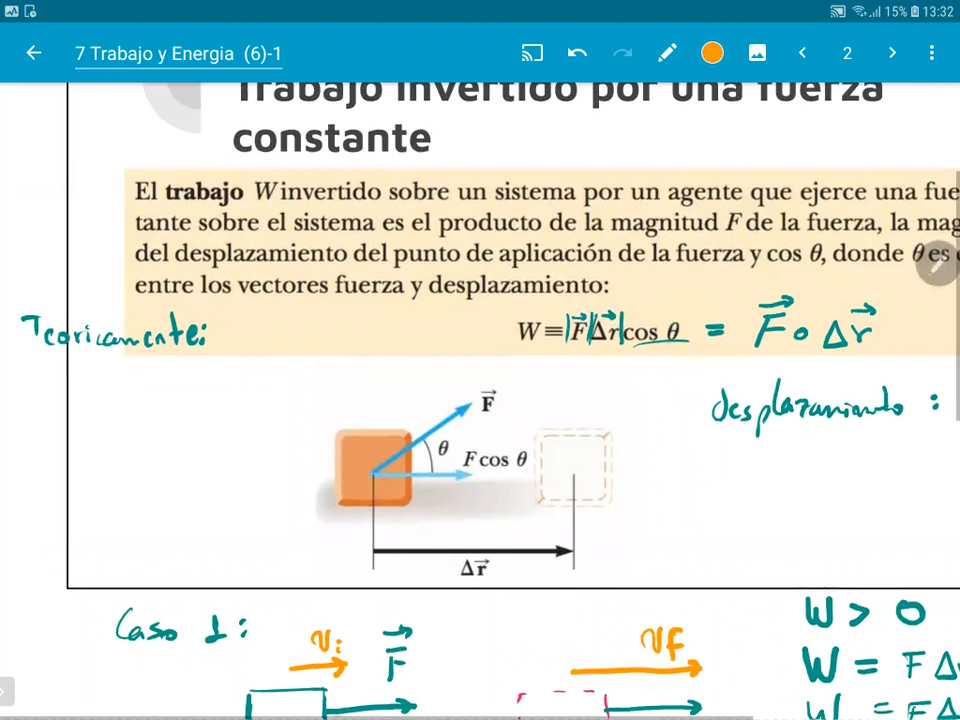 15% 13:32
7 Trabajo y Energia (6)-1
2
Trabajo invertido por una fuerza
constante
El trabajo W invertido sobre un sistema por un agente que ejerce una fue
tante sobre el sistema es el producto de la magnitud F de la fuerza, la mag
del desplazamiento del punto de aplicación de la fuerza y cos θ, donde θ es
entre los vectores fuerza y desplazamiento:
Teoricamente:
W ≡ |F⃗||Δr⃗| cos θ = F⃗ ∘ Δr⃗
desplazamiento :
F⃗
θ
F cos θ
Δr⃗
Caso 1:
W > 0
vi F⃗ vf
W = F Δ
W = F Δ